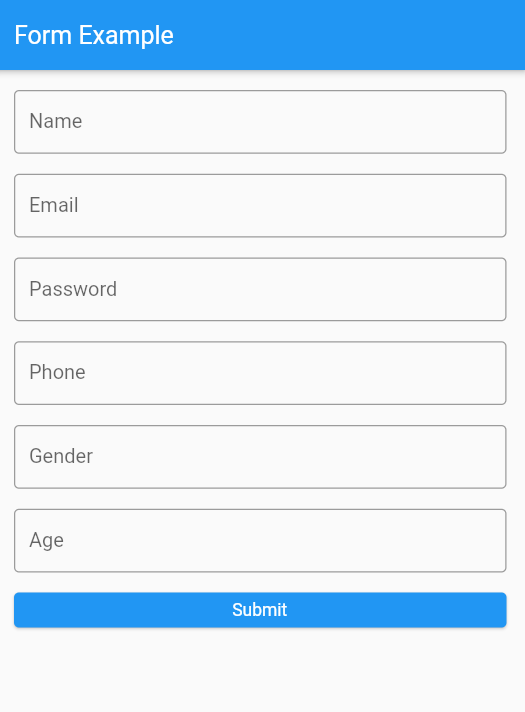 Form Example
Name
Email
Password
Phone
Gender
Age
Submit